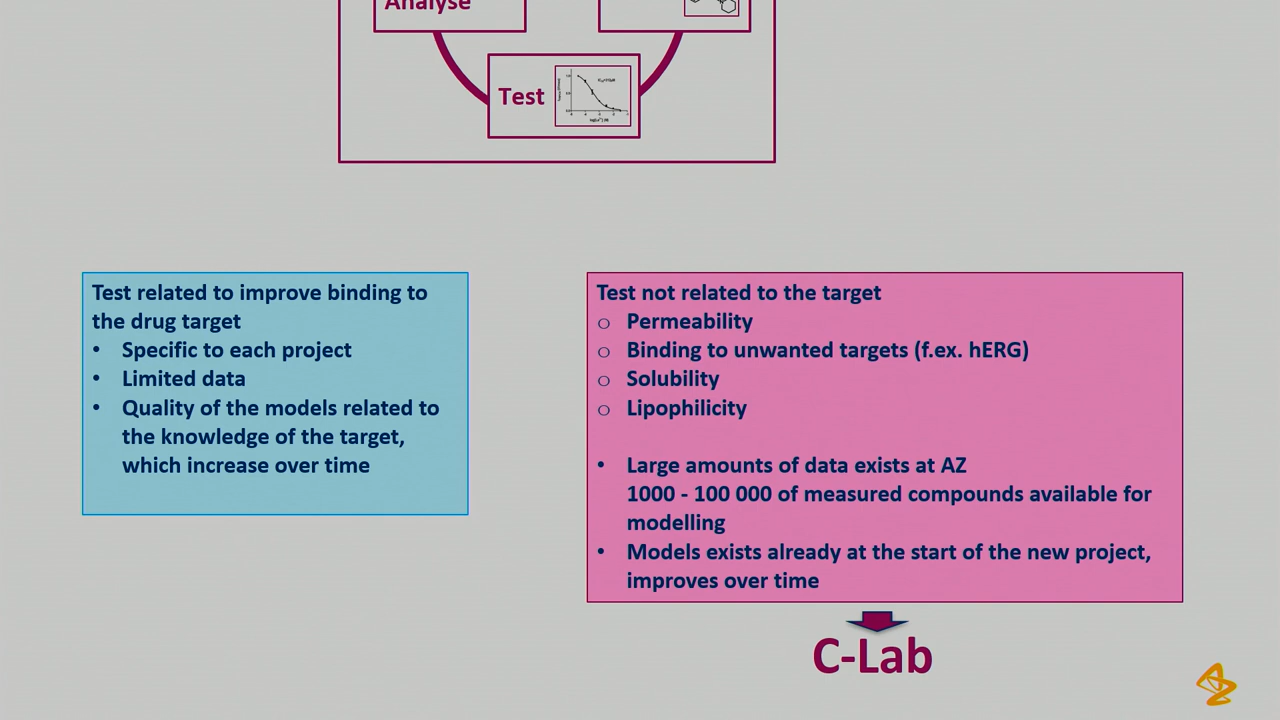 Analyse
Test
Test related to improve binding to
the drug target
• Specific to each project
• Limited data
• Quality of the models related to
the knowledge of the target,
which increase over time
Test not related to the target
o Permeability
o Binding to unwanted targets (f.ex. hERG)
o Solubility
o Lipophilicity
• Large amounts of data exists at AZ
1000 - 100 000 of measured compounds available for
modelling
• Models exists already at the start of the new project,
improves over time
C-Lab